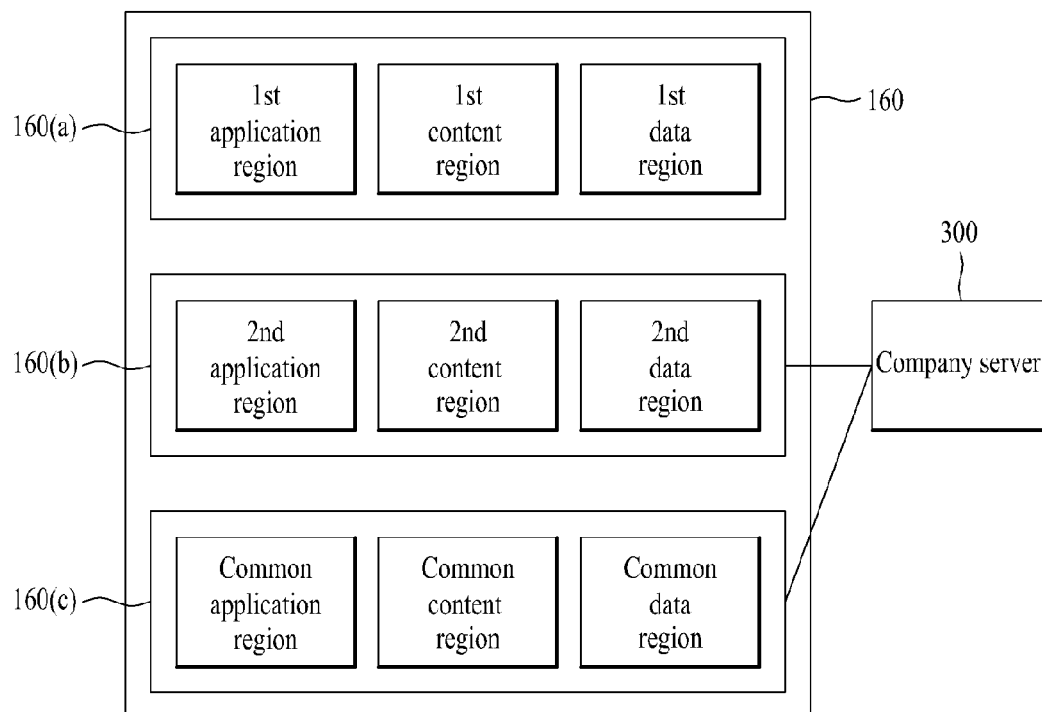 160(a)
1st
application
region
1st
content
region
1st
data
region
160
300
160(b)
2nd
application
region
2nd
content
region
2nd
data
region
Company server
160(c)
Common
application
region
Common
content
region
Common
data
region